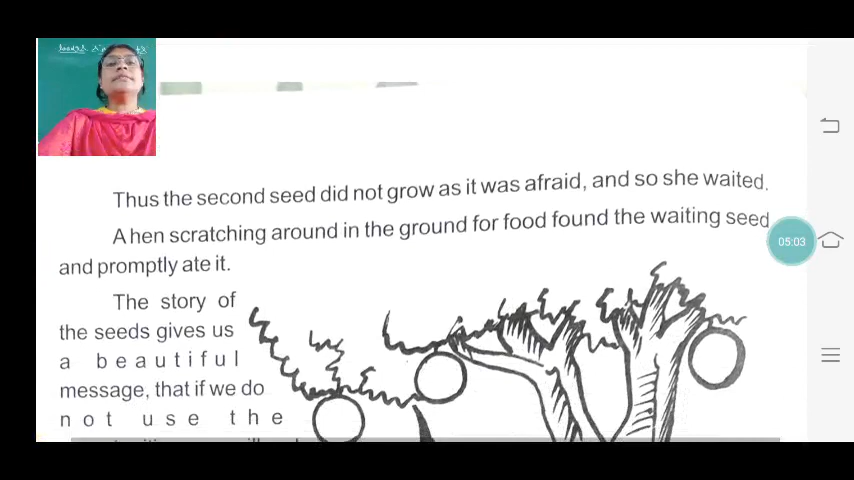 Thus the second seed did not grow as it was afraid, and so she waited.
A hen scratching around in the ground for food found the waiting seed
and promptly ate it.
The story of
the seeds gives us
a beautiful
message, that if we do
not use the
05:03